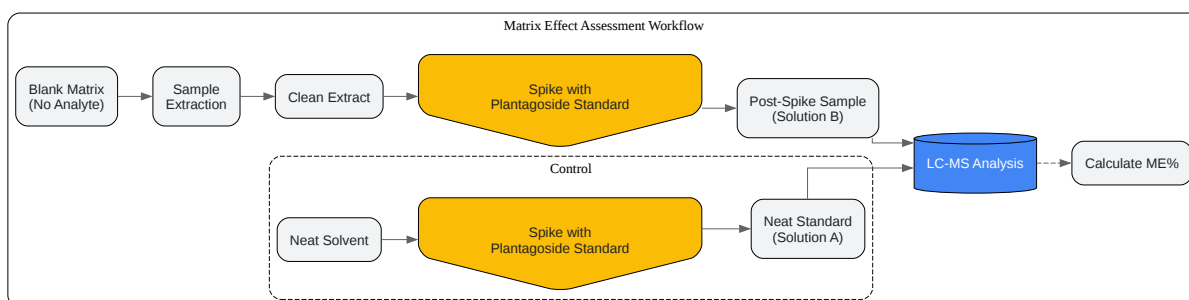 Matrix Effect Assessment Workflow
Blank Matrix
(No Analyte)
Sample
Extraction
Clean Extract
Spike with
Plantagoside Standard
Post-Spike Sample
(Solution B)
LC-MS Analysis
Calculate ME%
Control
Neat Solvent
Spike with
Plantagoside Standard
Neat Standard
(Solution A)